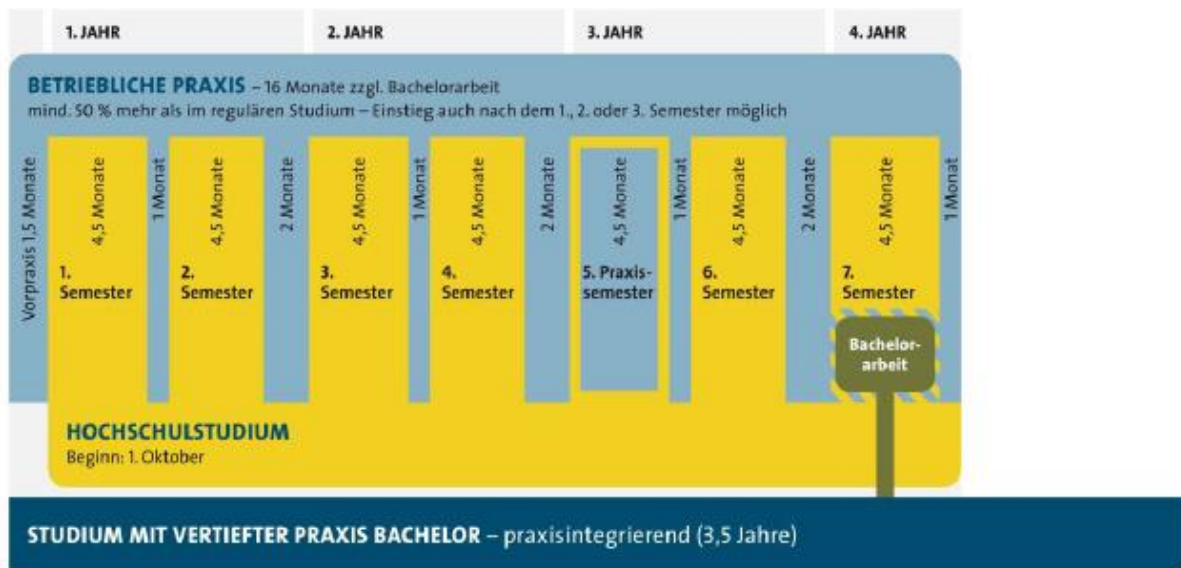 1. JAHR
2. JAHR
3. JAHR
4. JAHR
BETRIEBLICHE PRAXIS – 16 Monate zzgl. Bachelorarbeit
mind. 50 % mehr als im regulären Studium – Einstieg auch nach dem 1., 2. oder 3. Semester möglich
Vorpraxis 1,5 Monate
4,5 Monate
1 Monat
4,5 Monate
2 Monate
4,5 Monate
1 Monat
4,5 Monate
2 Monate
4,5 Monate
1 Monat
4,5 Monate
2 Monate
4,5 Monate
1 Monat
1.
Semester
2.
Semester
3.
Semester
4.
Semester
5. Praxis-
semester
6.
Semester
7.
Semester
Bachelor-
arbeit
HOCHSCHULSTUDIUM
Beginn: 1. Oktober
STUDIUM MIT VERTIEFTER PRAXIS BACHELOR – praxisintegrierend (3,5 Jahre)